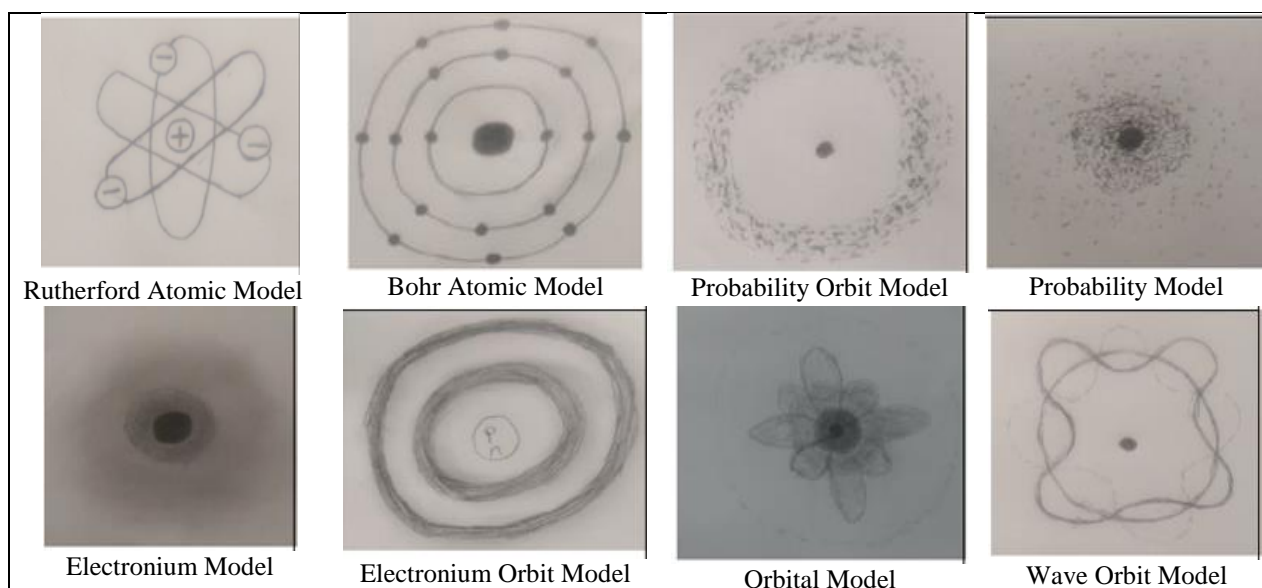 − − − +
Rutherford Atomic Model
Bohr Atomic Model
Probability Orbit Model
Probability Model
p
n
Electronium Model
Electronium Orbit Model
Orbital Model
Wave Orbit Model